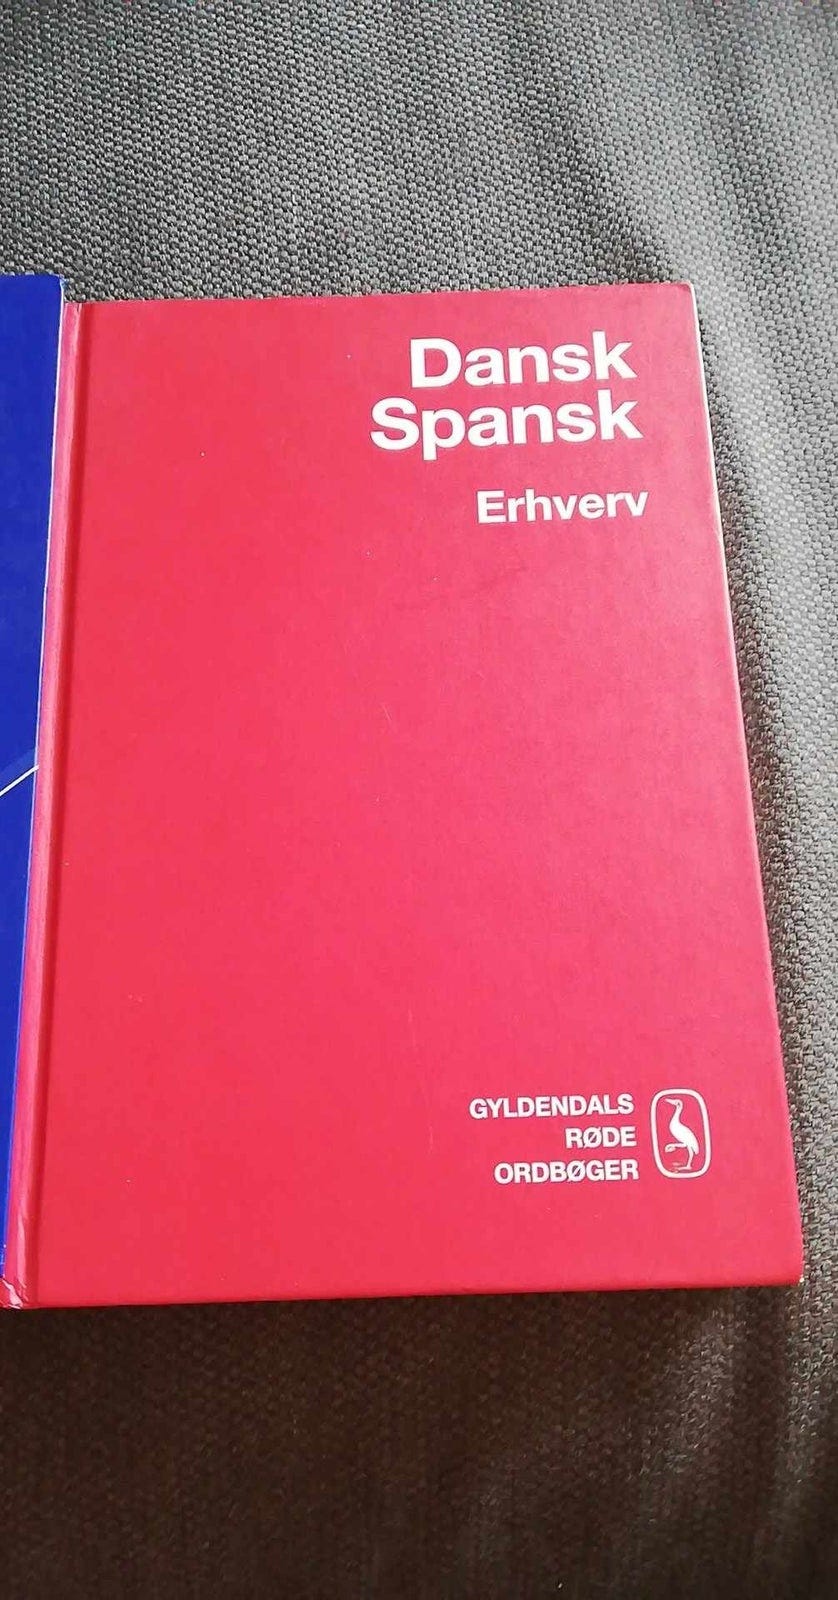 Dansk
Spansk
Erhverv
GYLDENDALS
RØDE
ORDBØGER